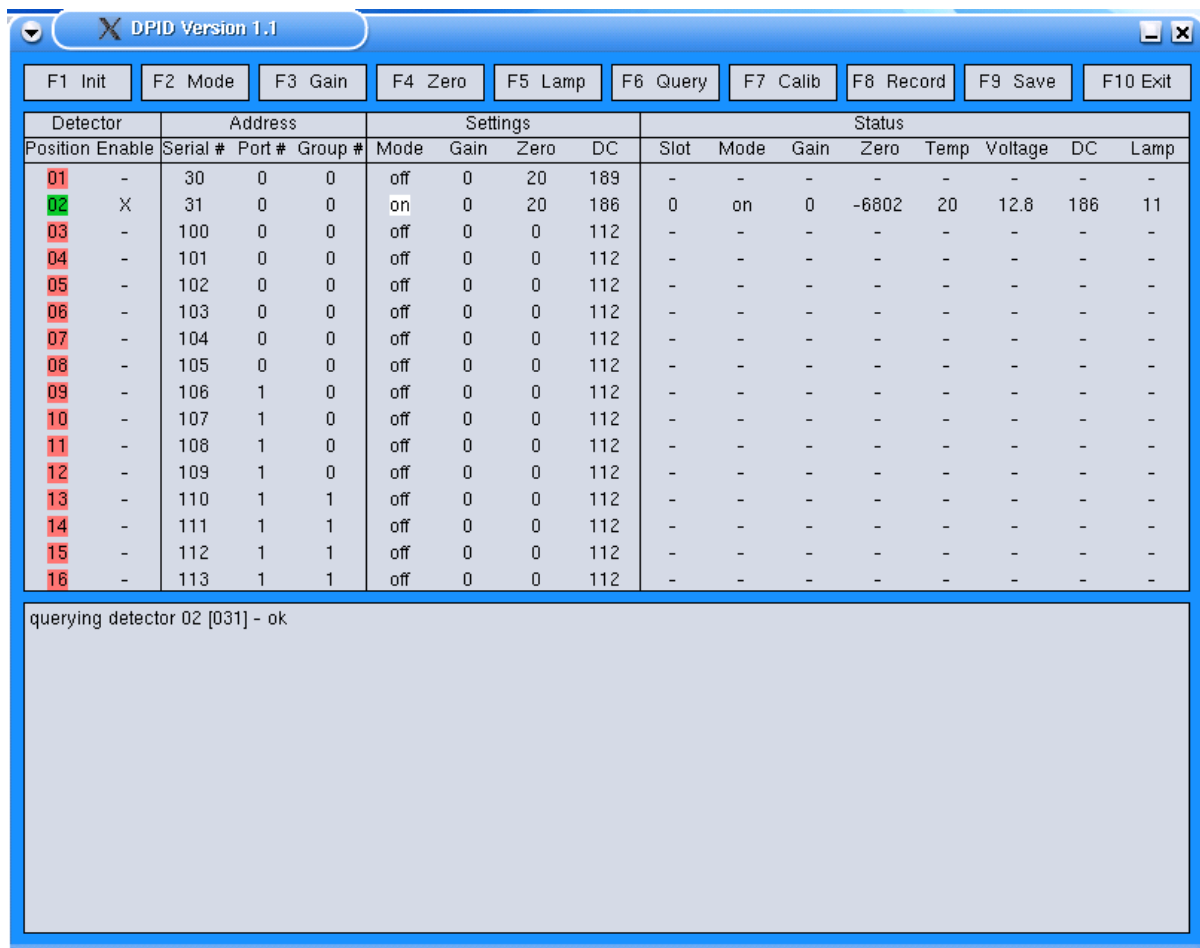 DPID Version 1.1
F1 Init F2 Mode F3 Gain F4 Zero F5 Lamp F6 Query F7 Calib F8 Record F9 Save F10 Exit
Detector Address Settings Status
Position Enable Serial # Port # Group # Mode Gain Zero DC Slot Mode Gain Zero Temp Voltage DC Lamp
01 - 30 0 0 off 0 20 189 - - - - - - - -
02 X 31 0 0 on 0 20 186 0 on 0 -6802 20 12.8 186 11
03 - 100 0 0 off 0 0 112 - - - - - - - -
04 - 101 0 0 off 0 0 112 - - - - - - - -
05 - 102 0 0 off 0 0 112 - - - - - - - -
06 - 103 0 0 off 0 0 112 - - - - - - - -
07 - 104 0 0 off 0 0 112 - - - - - - - -
08 - 105 0 0 off 0 0 112 - - - - - - - -
09 - 106 1 0 off 0 0 112 - - - - - - - -
10 - 107 1 0 off 0 0 112 - - - - - - - -
11 - 108 1 0 off 0 0 112 - - - - - - - -
12 - 109 1 0 off 0 0 112 - - - - - - - -
13 - 110 1 1 off 0 0 112 - - - - - - - -
14 - 111 1 1 off 0 0 112 - - - - - - - -
15 - 112 1 1 off 0 0 112 - - - - - - - -
16 - 113 1 1 off 0 0 112 - - - - - - - -
querying detector 02 [031] - ok